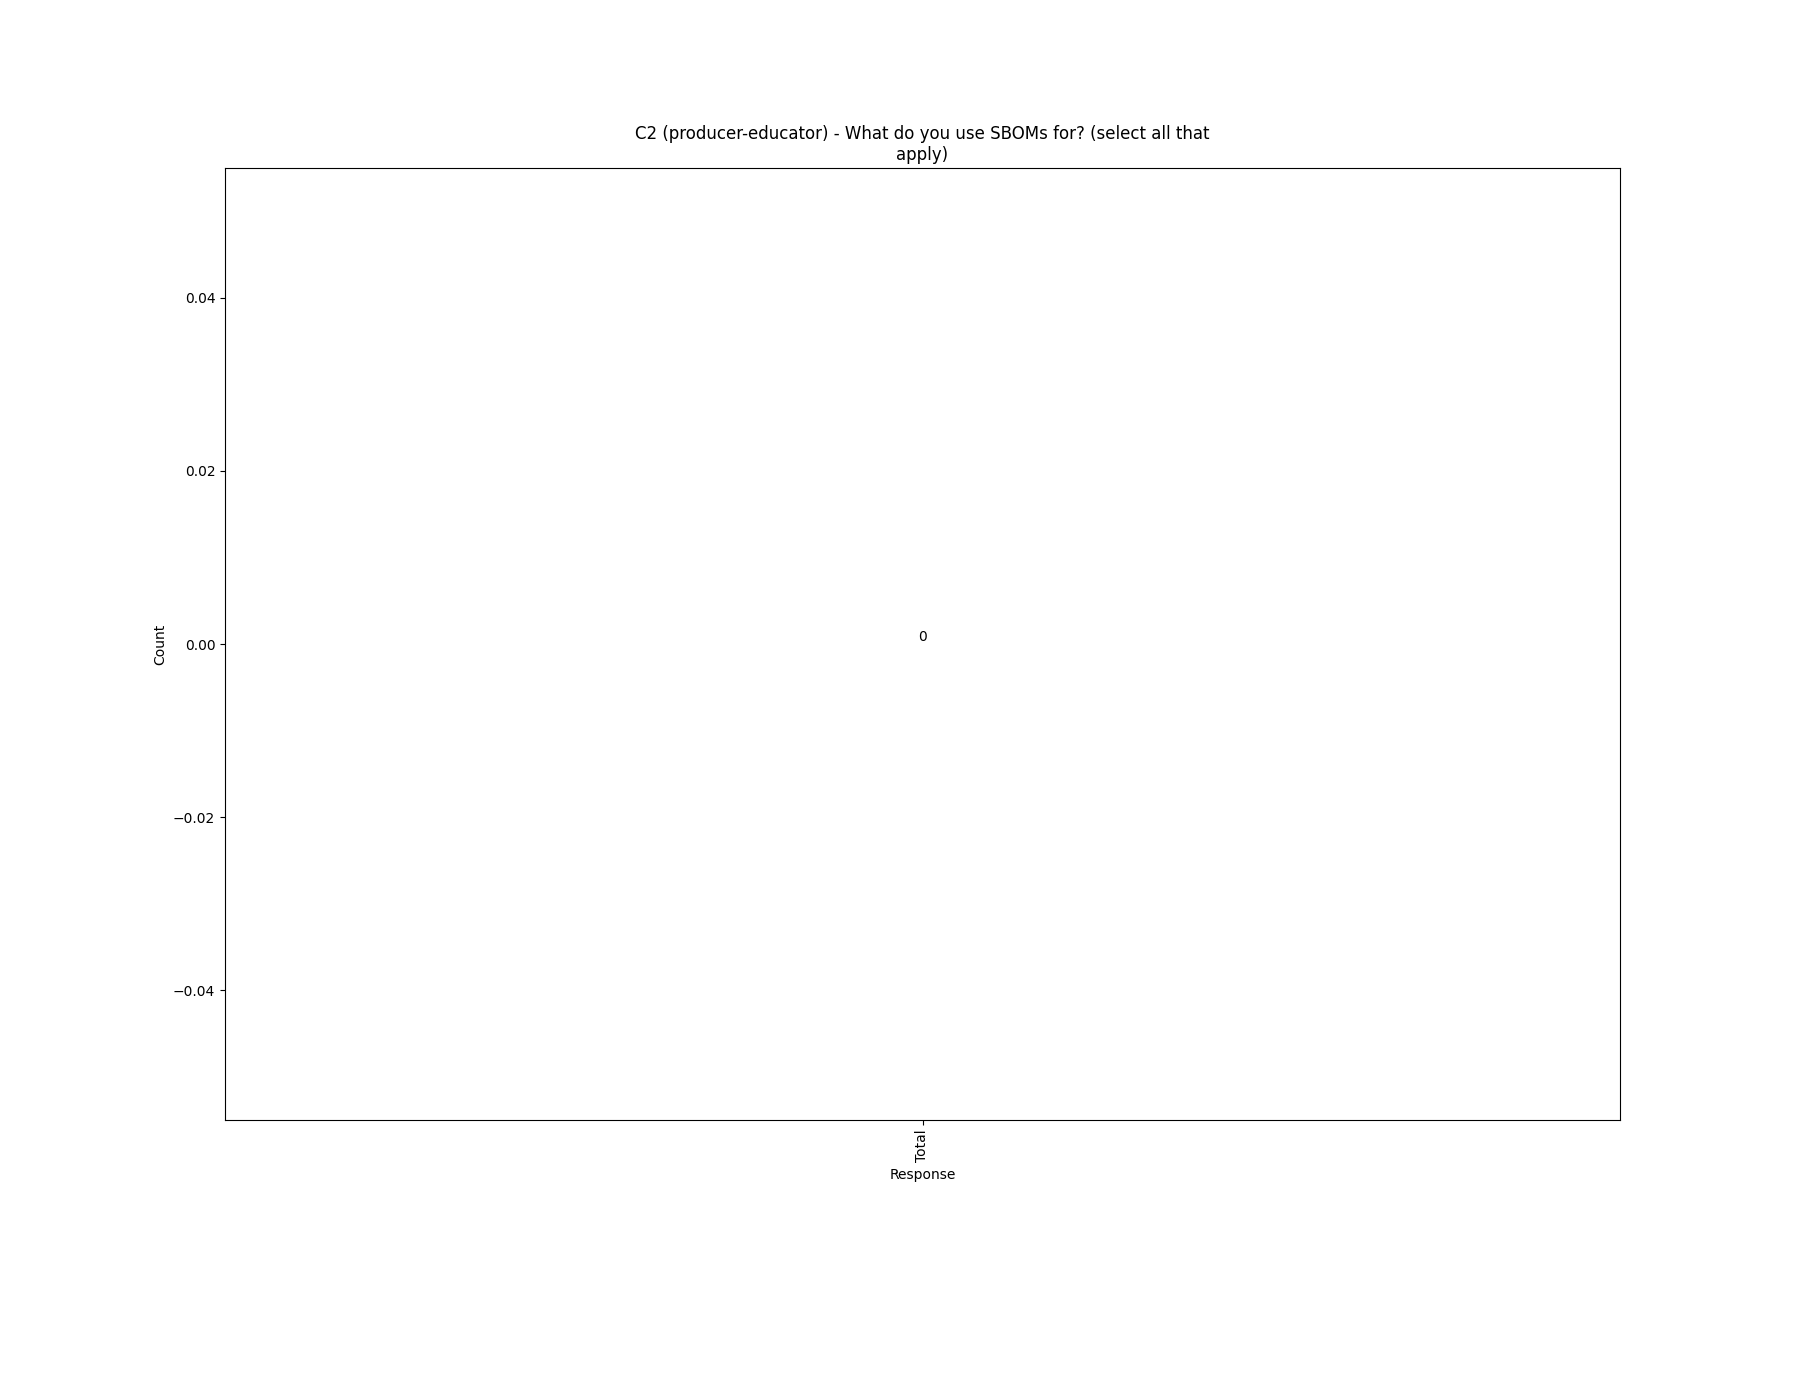 C2 (producer-educator) - What do you use SBOMs for? (select all that
apply)
0.04
0.02
0.00
−0.02
−0.04
Count
0
Total
Response